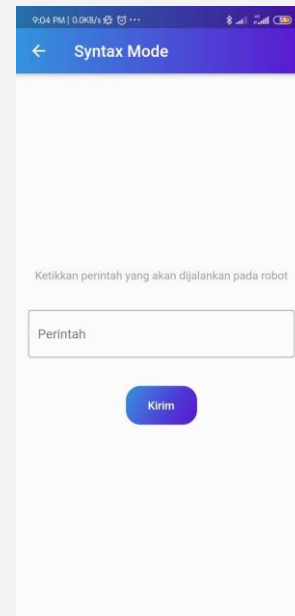 9:04 PM | 0.0KB/s ...
Syntax Mode
Ketikkan perintah yang akan dijalankan pada robot
Perintah
Kirim